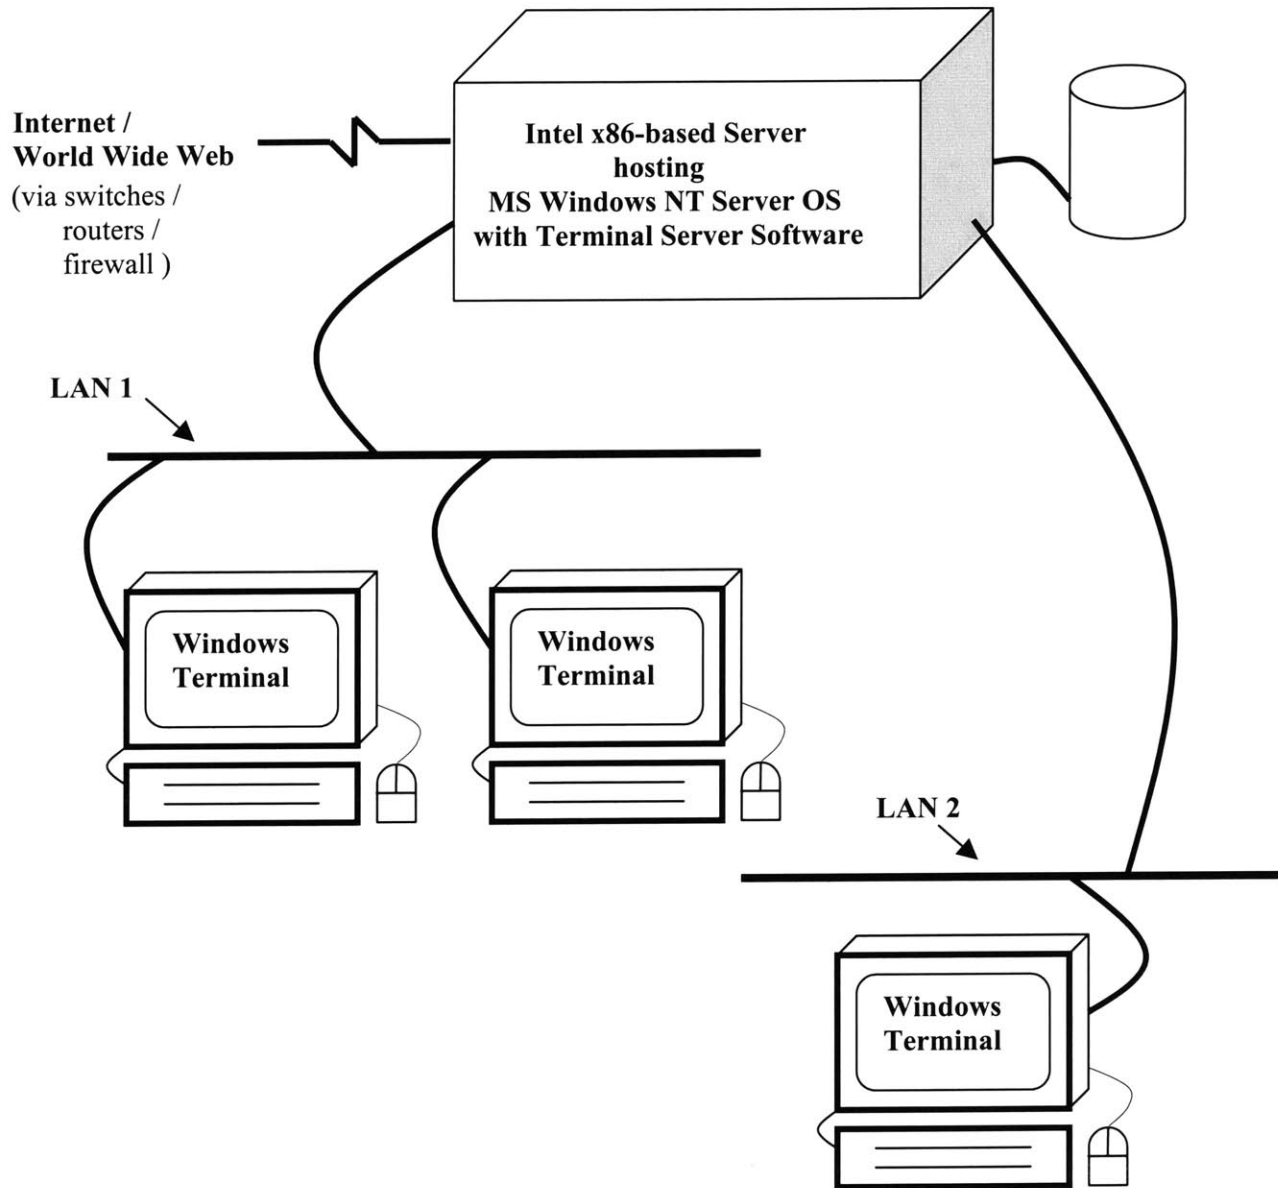 Internet /
World Wide Web
(via switches /
routers /
firewall )
Intel x86-based Server
hosting
MS Windows NT Server OS
with Terminal Server Software
LAN 1
Windows
Terminal
Windows
Terminal
LAN 2
Windows
Terminal